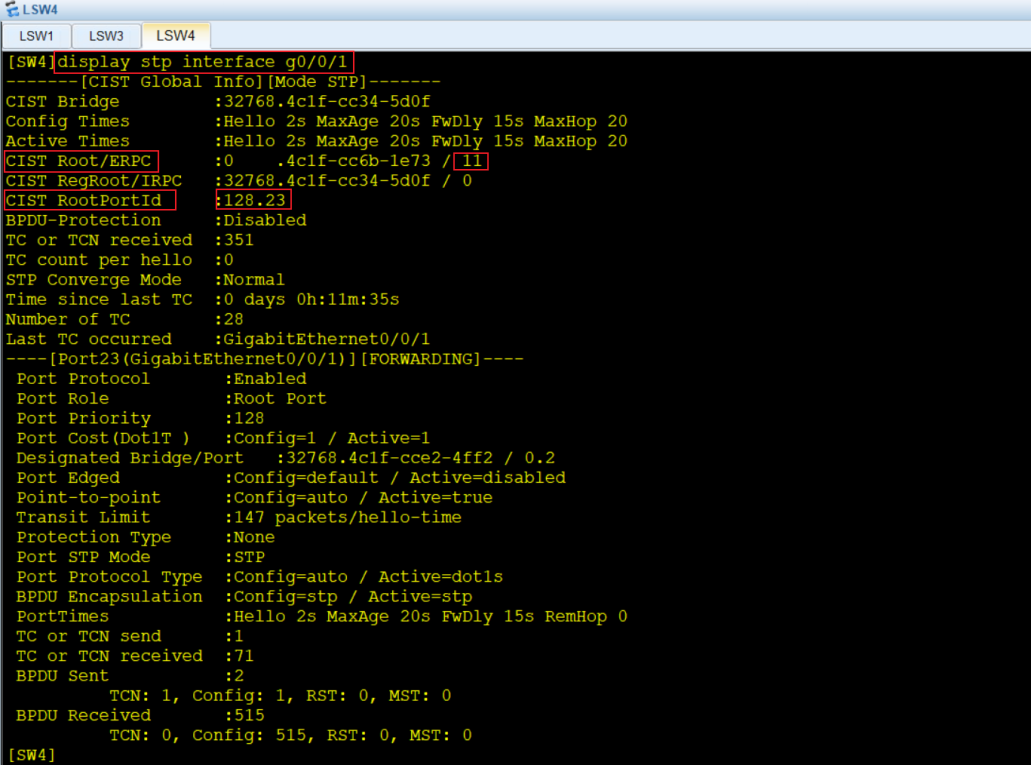 LSW4
LSW1 LSW3 LSW4
[SW4]display stp interface g0/0/1
-------[CIST Global Info][Mode STP]-------
CIST Bridge :32768.4c1f-cc34-5d0f
Config Times :Hello 2s MaxAge 20s FwDly 15s MaxHop 20
Active Times :Hello 2s MaxAge 20s FwDly 15s MaxHop 20
CIST Root/ERPC :0 .4c1f-cc6b-1e73 / 11
CIST RegRoot/IRPC :32768.4c1f-cc34-5d0f / 0
CIST RootPortId :128.23
BPDU-Protection :Disabled
TC or TCN received :351
TC count per hello :0
STP Converge Mode :Normal
Time since last TC :0 days 0h:11m:35s
Number of TC :28
Last TC occurred :GigabitEthernet0/0/1
----[Port23(GigabitEthernet0/0/1)][FORWARDING]----
Port Protocol :Enabled
Port Role :Root Port
Port Priority :128
Port Cost(Dot1T ) :Config=1 / Active=1
Designated Bridge/Port :32768.4c1f-cce2-4ff2 / 0.2
Port Edged :Config=default / Active=disabled
Point-to-point :Config=auto / Active=true
Transit Limit :147 packets/hello-time
Protection Type :None
Port STP Mode :STP
Port Protocol Type :Config=auto / Active=dot1s
BPDU Encapsulation :Config=stp / Active=stp
PortTimes :Hello 2s MaxAge 20s FwDly 15s RemHop 0
TC or TCN send :1
TC or TCN received :71
BPDU Sent :2
TCN: 1, Config: 1, RST: 0, MST: 0
BPDU Received :515
TCN: 0, Config: 515, RST: 0, MST: 0
[SW4]